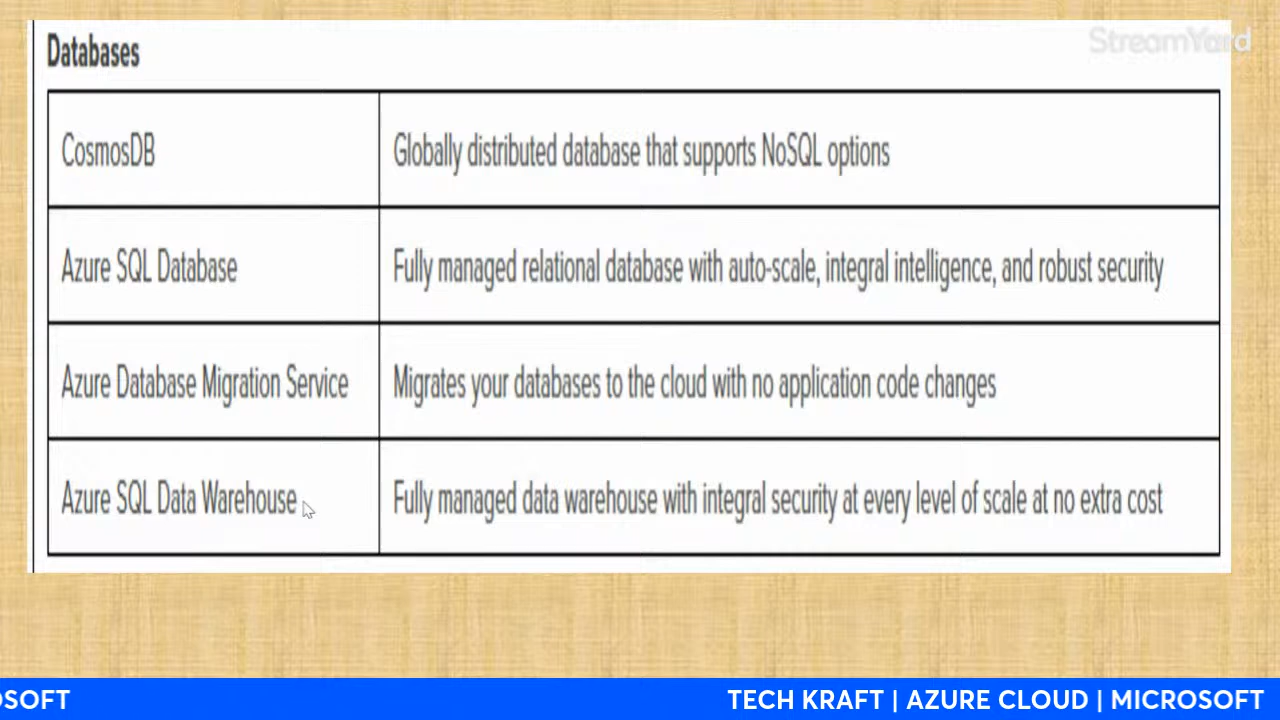 StreamYard
Databases
CosmosDB
Globally distributed database that supports NoSQL options
Azure SQL Database
Fully managed relational database with auto-scale, integral intelligence, and robust security
Azure Database Migration Service
Migrates your databases to the cloud with no application code changes
Azure SQL Data Warehouse
Fully managed data warehouse with integral security at every level of scale at no extra cost
OSOFT
TECH KRAFT | AZURE CLOUD | MICROSOFT